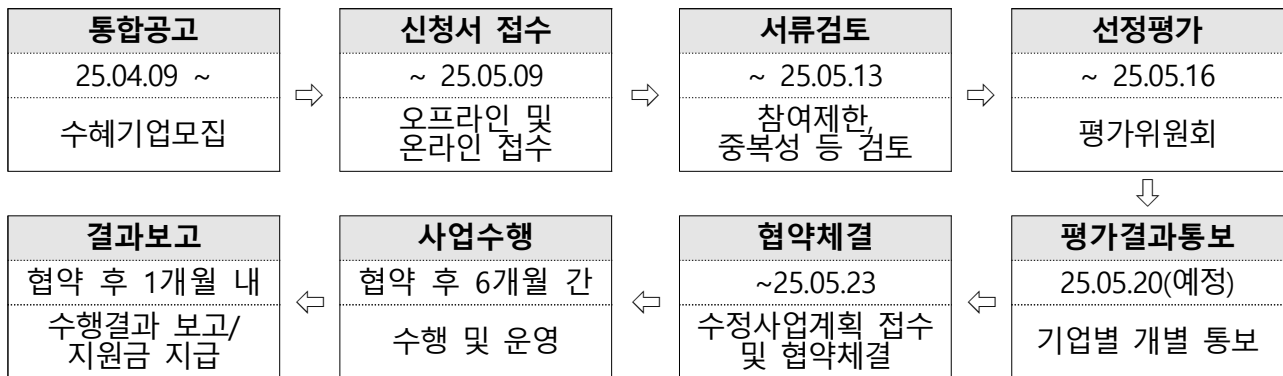 통합공고
25.04.09 ~
수혜기업모집
신청서 접수
~ 25.05.09
오프라인 및
온라인 접수
서류검토
~ 25.05.13
참여제한,
중복성 등 검토
선정평가
~ 25.05.16
평가위원회
평가결과통보
25.05.20(예정)
기업별 개별 통보
협약체결
~25.05.23
수정사업계획 접수
및 협약체결
사업수행
협약 후 6개월 간
수행 및 운영
결과보고
협약 후 1개월 내
수행결과 보고/
지원금 지급